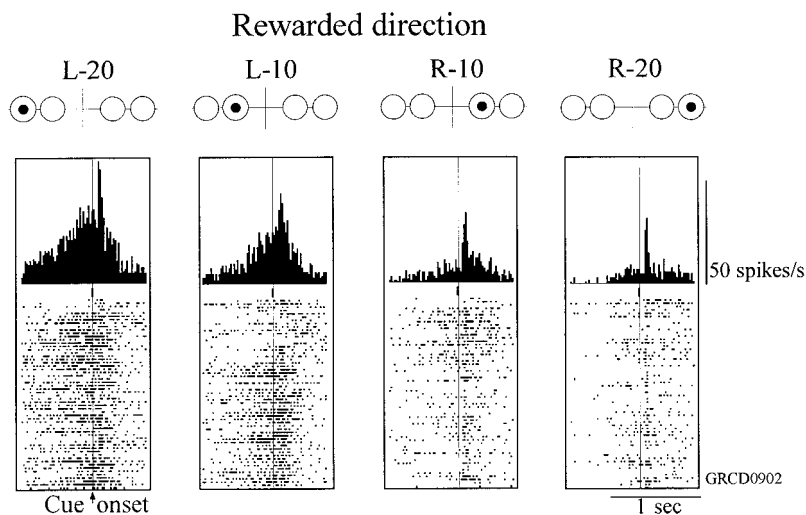 Rewarded direction
L-20
L-10
R-10
R-20
50 spikes/s
GRCD0902
Cue onset
1 sec